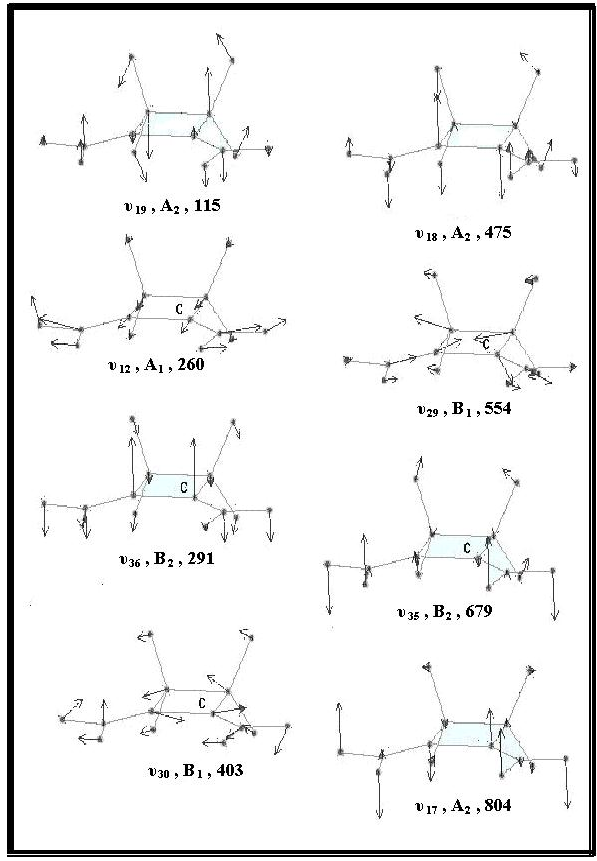 υ₁₉ , A₂ , 115
υ₁₈ , A₂ , 475
C
υ₁₂ , A₁ , 260
C
υ₂₉ , B₁ , 554
C
υ₃₆ , B₂ , 291
C
υ₃₅ , B₂ , 679
C
υ₃₀ , B₁ , 403
υ₁₇ , A₂ , 804